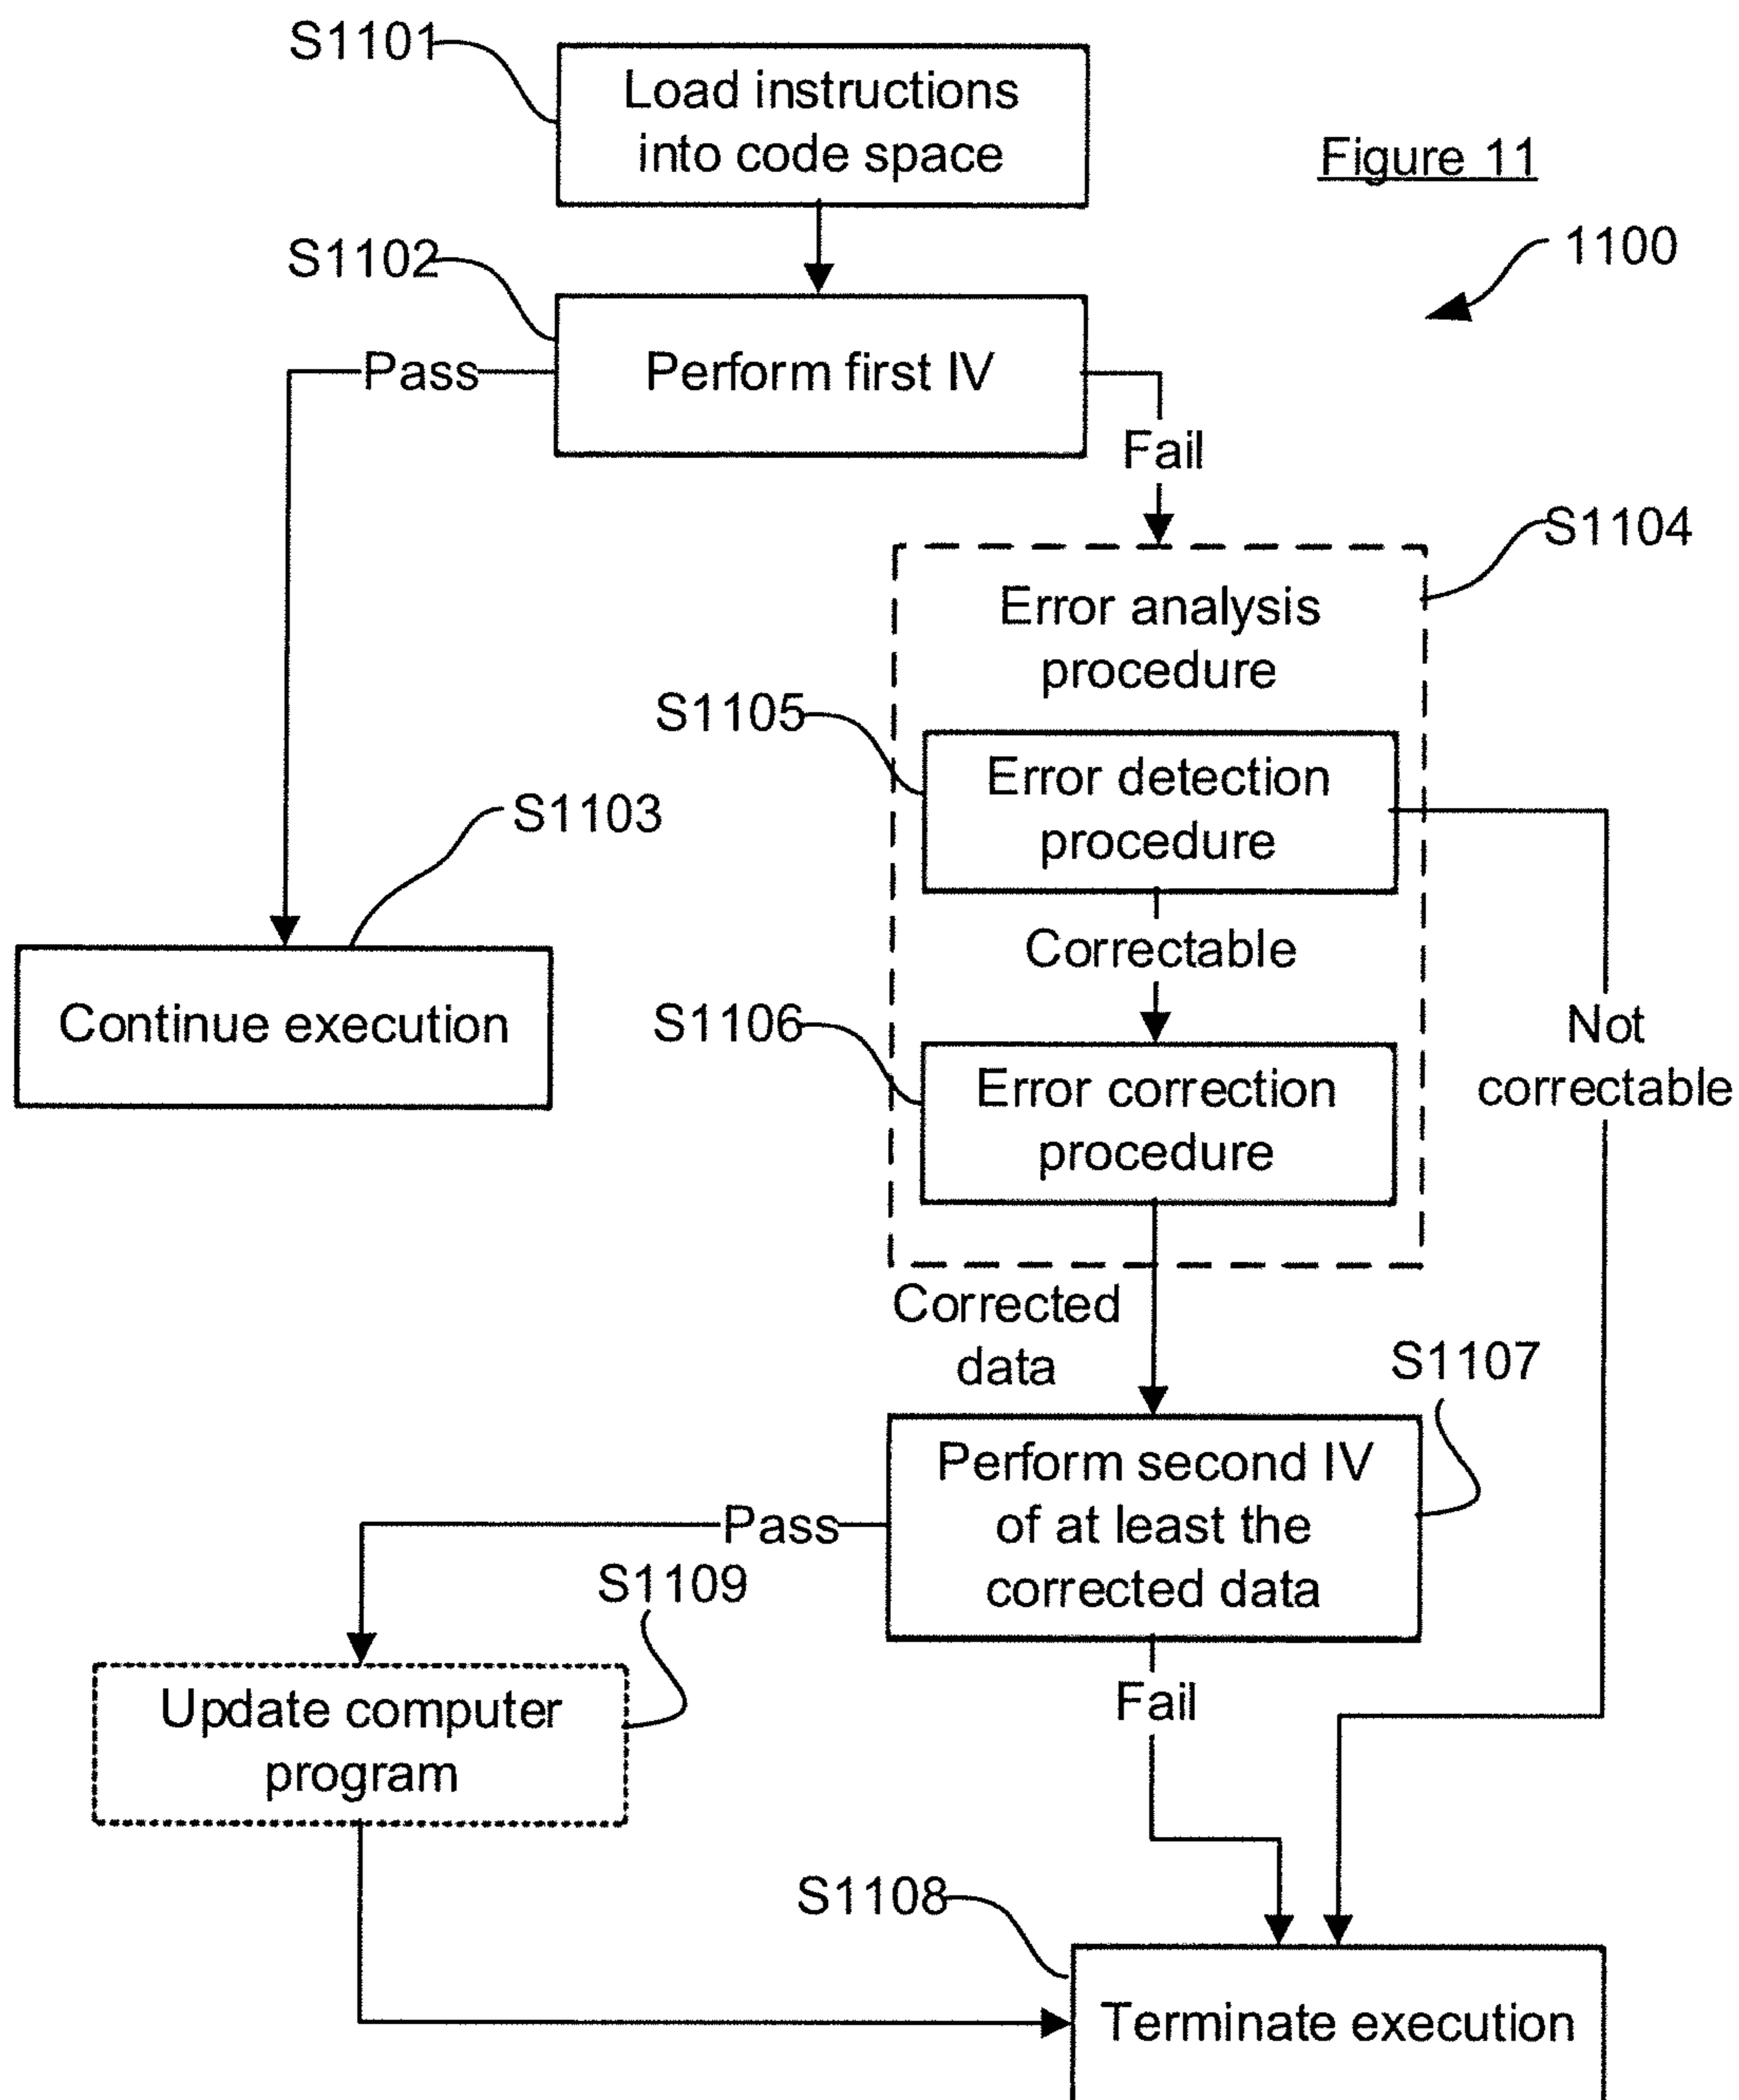 S1101
Load instructions
into code space
Figure 11
1100
S1102
Pass
Perform first IV
Fail
S1104
Error analysis
procedure
S1105
Error detection
procedure
S1103
Correctable
Continue execution
S1106
Error correction
procedure
Not
correctable
Corrected
data
S1107
Perform second IV
of at least the
corrected data
Pass
S1109
Update computer
program
Fail
S1108
Terminate execution